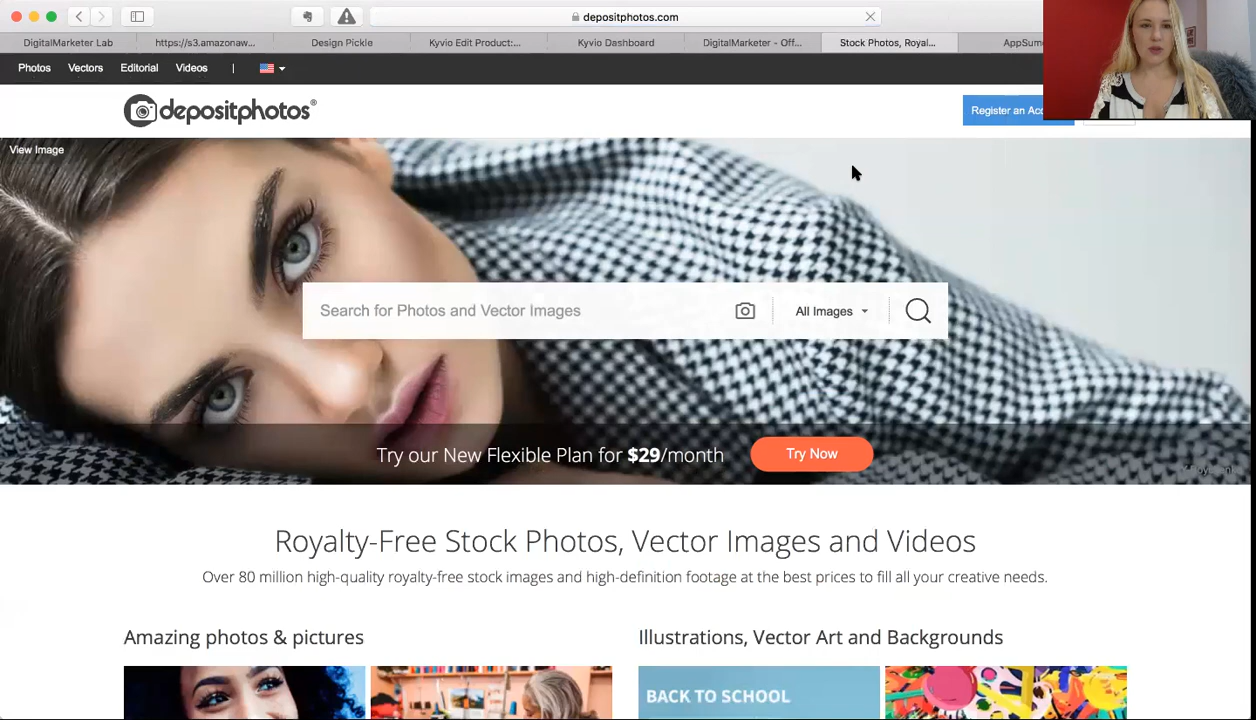 depositphotos.com
DigitalMarketer Lab
https://s3.amazonaw...
Design Pickle
Kyvio Edit Product:...
Kyvio Dashboard
DigitalMarketer - Off...
Stock Photos, Royal...
AppSumo
Photos
Vectors
Editorial
Videos
|
depositphotos®
Register an Acc
View Image
Search for Photos and Vector Images
All Images
Try our New Flexible Plan for $29/month
Try Now
Royalty-Free Stock Photos, Vector Images and Videos
Over 80 million high-quality royalty-free stock images and high-definition footage at the best prices to fill all your creative needs.
Amazing photos & pictures
Illustrations, Vector Art and Backgrounds
BACK TO SCHOOL